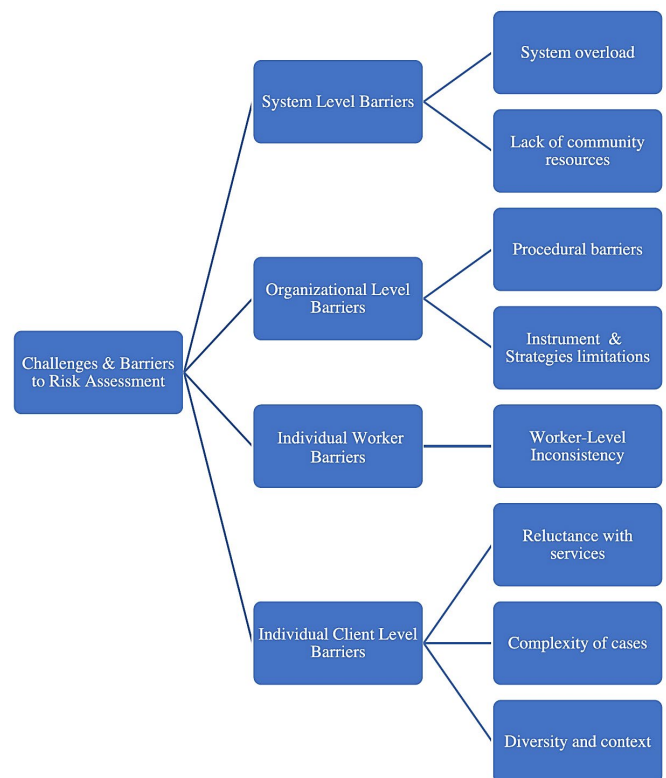 Challenges & Barriers
to Risk Assessment
System Level Barriers
System overload
Lack of community
resources
Organizational Level
Barriers
Procedural barriers
Instrument &
Strategies limitations
Individual Worker
Barriers
Worker-Level
Inconsistency
Individual Client Level
Barriers
Reluctance with
services
Complexity of cases
Diversity and context